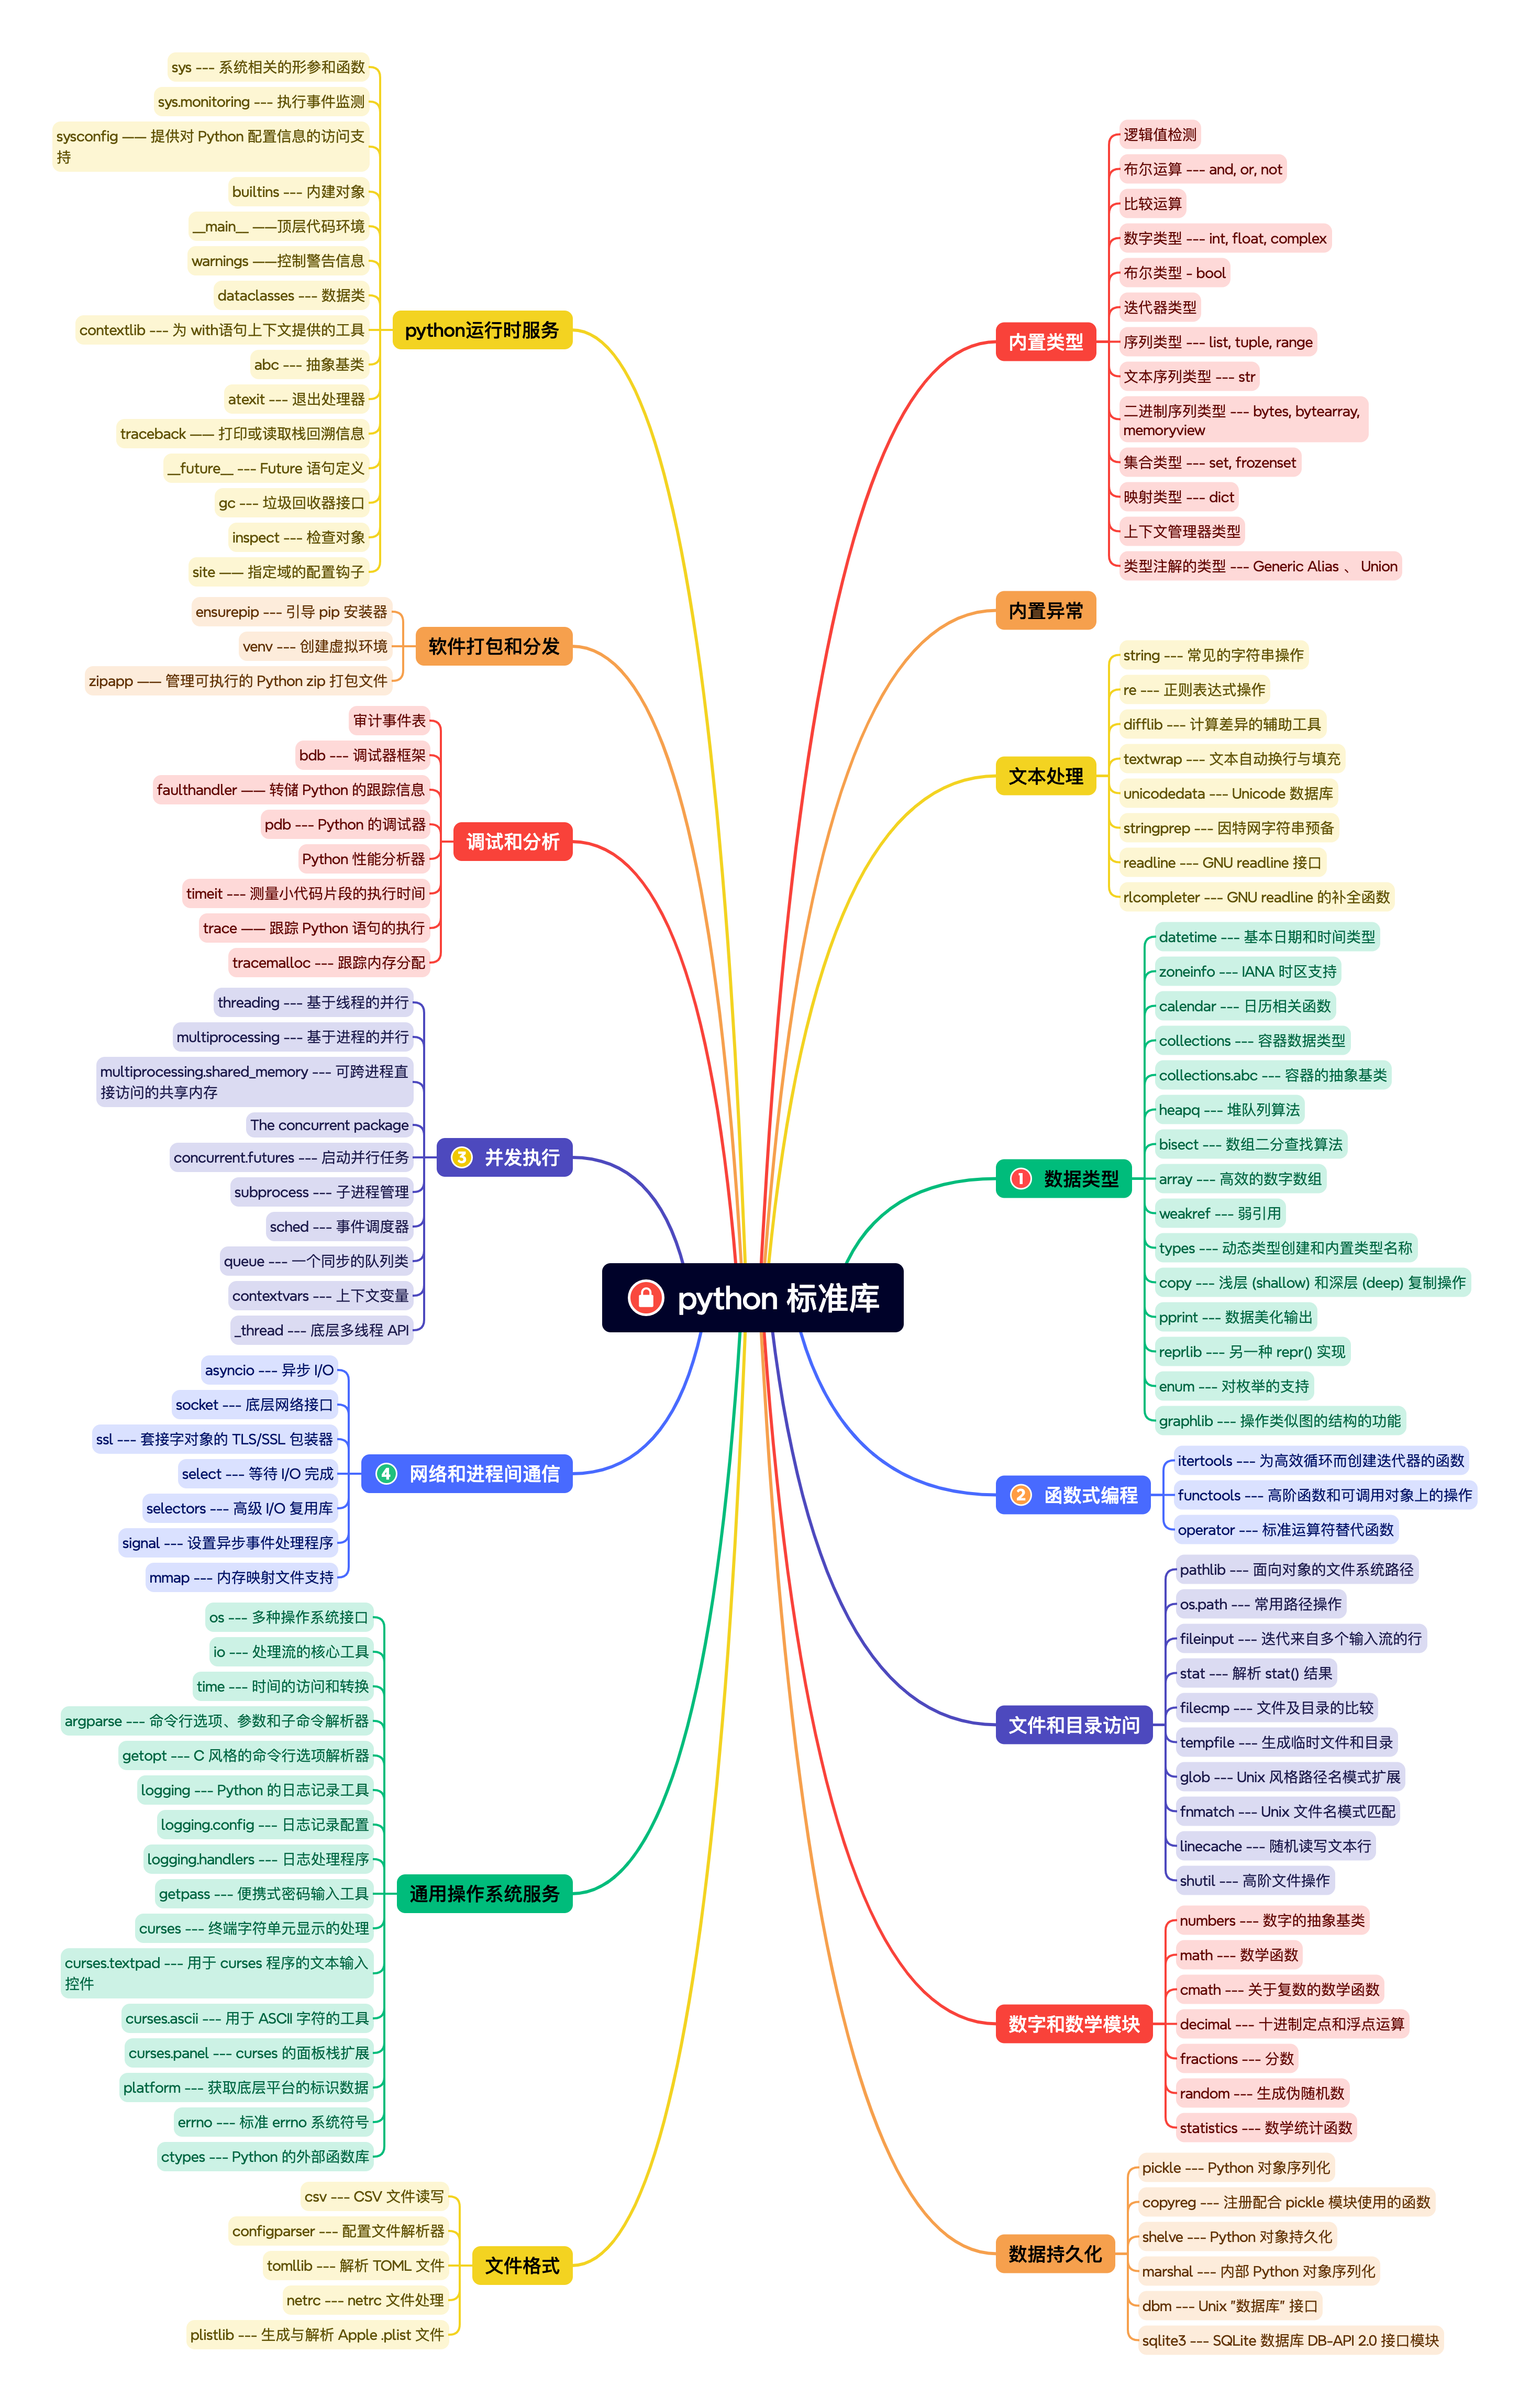 python 标准库
内置类型
逻辑值检测
布尔运算 --- and, or, not
比较运算
数字类型 --- int, float, complex
布尔类型 - bool
迭代器类型
序列类型 --- list, tuple, range
文本序列类型 --- str
二进制序列类型 --- bytes, bytearray,
memoryview
集合类型 --- set, frozenset
映射类型 --- dict
上下文管理器类型
类型注解的类型 --- Generic Alias 、 Union
内置异常
文本处理
string --- 常见的字符串操作
re --- 正则表达式操作
difflib --- 计算差异的辅助工具
textwrap --- 文本自动换行与填充
unicodedata --- Unicode 数据库
stringprep --- 因特网字符串预备
readline --- GNU readline 接口
rlcompleter --- GNU readline 的补全函数
1 数据类型
datetime --- 基本日期和时间类型
zoneinfo --- IANA 时区支持
calendar --- 日历相关函数
collections --- 容器数据类型
collections.abc --- 容器的抽象基类
heapq --- 堆队列算法
bisect --- 数组二分查找算法
array --- 高效的数字数组
weakref --- 弱引用
types --- 动态类型创建和内置类型名称
copy --- 浅层 (shallow) 和深层 (deep) 复制操作
pprint --- 数据美化输出
reprlib --- 另一种 repr() 实现
enum --- 对枚举的支持
graphlib --- 操作类似图的结构的功能
2 函数式编程
itertools --- 为高效循环而创建迭代器的函数
functools --- 高阶函数和可调用对象上的操作
operator --- 标准运算符替代函数
文件和目录访问
pathlib --- 面向对象的文件系统路径
os.path --- 常用路径操作
fileinput --- 迭代来自多个输入流的行
stat --- 解析 stat() 结果
filecmp --- 文件及目录的比较
tempfile --- 生成临时文件和目录
glob --- Unix 风格路径名模式扩展
fnmatch --- Unix 文件名模式匹配
linecache --- 随机读写文本行
shutil --- 高阶文件操作
数字和数学模块
numbers --- 数字的抽象基类
math --- 数学函数
cmath --- 关于复数的数学函数
decimal --- 十进制定点和浮点运算
fractions --- 分数
random --- 生成伪随机数
statistics --- 数学统计函数
数据持久化
pickle --- Python 对象序列化
copyreg --- 注册配合 pickle 模块使用的函数
shelve --- Python 对象持久化
marshal --- 内部 Python 对象序列化
dbm --- Unix "数据库" 接口
sqlite3 --- SQLite 数据库 DB-API 2.0 接口模块
python运行时服务
sys --- 系统相关的形参和函数
sys.monitoring --- 执行事件监测
sysconfig —— 提供对 Python 配置信息的访问支
持
builtins --- 内建对象
__main__ ——顶层代码环境
warnings ——控制警告信息
dataclasses --- 数据类
contextlib --- 为 with语句上下文提供的工具
abc --- 抽象基类
atexit --- 退出处理器
traceback —— 打印或读取栈回溯信息
__future__ --- Future 语句定义
gc --- 垃圾回收器接口
inspect --- 检查对象
site —— 指定域的配置钩子
软件打包和分发
ensurepip --- 引导 pip 安装器
venv --- 创建虚拟环境
zipapp —— 管理可执行的 Python zip 打包文件
调试和分析
审计事件表
bdb --- 调试器框架
faulthandler —— 转储 Python 的跟踪信息
pdb --- Python 的调试器
Python 性能分析器
timeit --- 测量小代码片段的执行时间
trace —— 跟踪 Python 语句的执行
tracemalloc --- 跟踪内存分配
3 并发执行
threading --- 基于线程的并行
multiprocessing --- 基于进程的并行
multiprocessing.shared_memory --- 可跨进程直
接访问的共享内存
The concurrent package
concurrent.futures --- 启动并行任务
subprocess --- 子进程管理
sched --- 事件调度器
queue --- 一个同步的队列类
contextvars --- 上下文变量
_thread --- 底层多线程 API
4 网络和进程间通信
asyncio --- 异步 I/O
socket --- 底层网络接口
ssl --- 套接字对象的 TLS/SSL 包装器
select --- 等待 I/O 完成
selectors --- 高级 I/O 复用库
signal --- 设置异步事件处理程序
mmap --- 内存映射文件支持
通用操作系统服务
os --- 多种操作系统接口
io --- 处理流的核心工具
time --- 时间的访问和转换
argparse --- 命令行选项、参数和子命令解析器
getopt --- C 风格的命令行选项解析器
logging --- Python 的日志记录工具
logging.config --- 日志记录配置
logging.handlers --- 日志处理程序
getpass --- 便携式密码输入工具
curses --- 终端字符单元显示的处理
curses.textpad --- 用于 curses 程序的文本输入
控件
curses.ascii --- 用于 ASCII 字符的工具
curses.panel --- curses 的面板栈扩展
platform --- 获取底层平台的标识数据
errno --- 标准 errno 系统符号
ctypes --- Python 的外部函数库
文件格式
csv --- CSV 文件读写
configparser --- 配置文件解析器
tomllib --- 解析 TOML 文件
netrc --- netrc 文件处理
plistlib --- 生成与解析 Apple .plist 文件